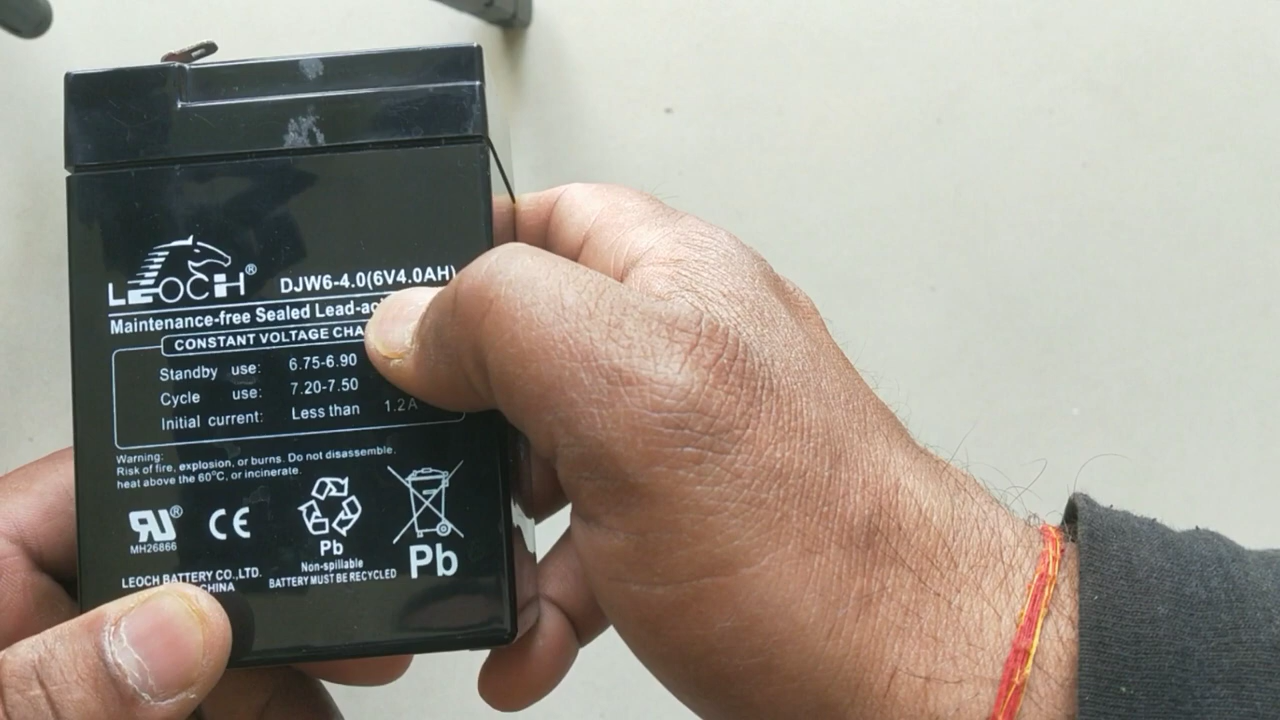 LEOCH®
DJW6-4.0(6V4.0AH)
Maintenance-free Sealed
CONSTANT VOLTAGE
Standby use: 6.75-6.90
Cycle use: 7.20-7.50
Initial current: Less than 1.2A
Warning:
Risk of fire, explosion, or burns. Do not disassemble,
heat above the 60°C, or incinerate.
MH26866
CE
Pb
Non-spillable
BATTERY MUST BE RECYCLED
Pb
LEOCH BATTERY CO.,LTD.
CHINA